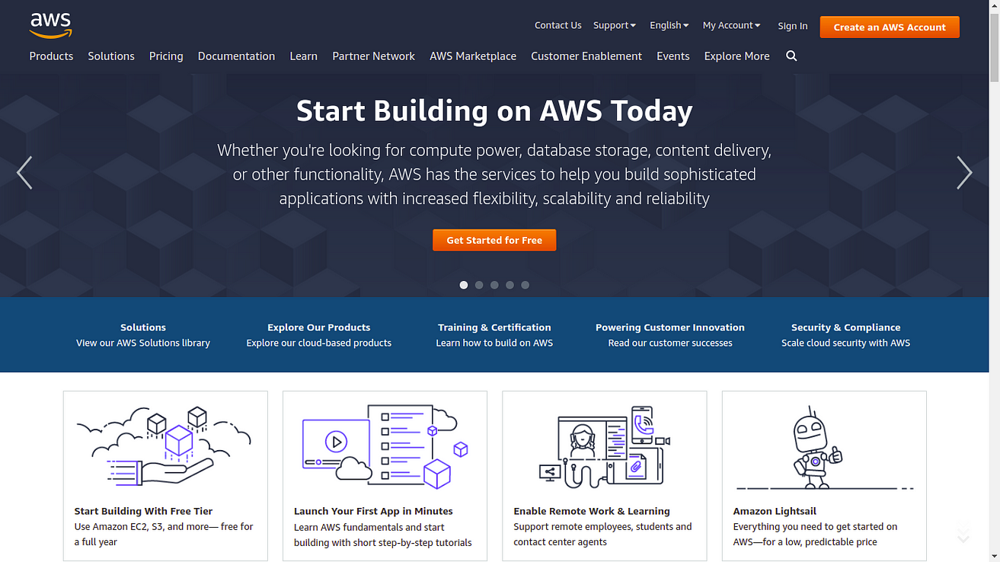 aws
Contact Us Support English My Account Sign In Create an AWS Account
Products Solutions Pricing Documentation Learn Partner Network AWS Marketplace Customer Enablement Events Explore More
Start Building on AWS Today
Whether you're looking for compute power, database storage, content delivery,
or other functionality, AWS has the services to help you build sophisticated
applications with increased flexibility, scalability and reliability
Get Started for Free
Solutions
View our AWS Solutions library
Explore Our Products
Explore our cloud-based products
Training & Certification
Learn how to build on AWS
Powering Customer Innovation
Read our customer successes
Security & Compliance
Scale cloud security with AWS
Start Building With Free Tier
Use Amazon EC2, S3, and more— free for
a full year
Launch Your First App in Minutes
Learn AWS fundamentals and start
building with short step-by-step tutorials
Enable Remote Work & Learning
Support remote employees, students and
contact center agents
Amazon Lightsail
Everything you need to get started on
AWS—for a low, predictable price